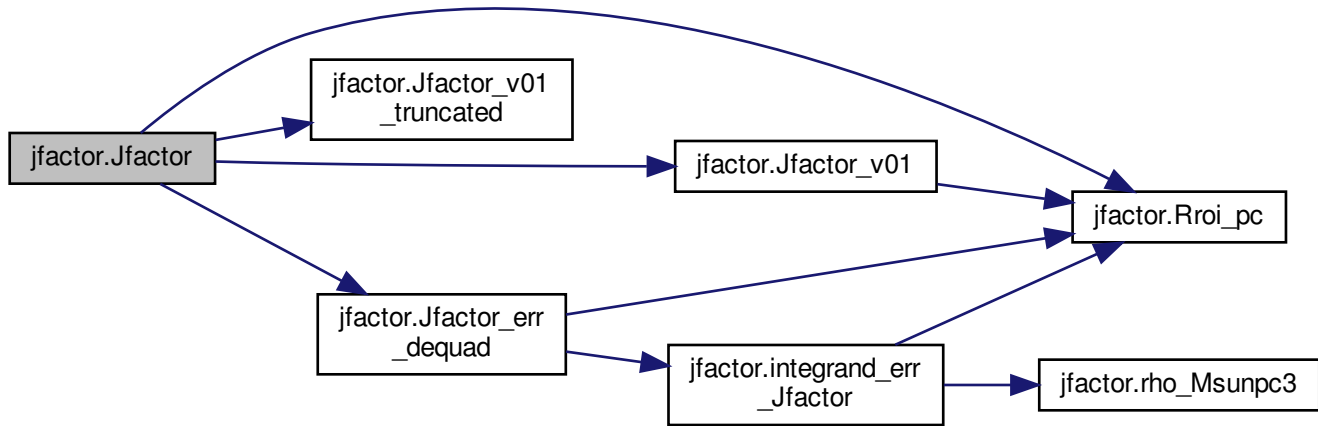 jfactor.Jfactor
jfactor.Jfactor_v01
_truncated
jfactor.Jfactor_v01
jfactor.Rroi_pc
jfactor.Jfactor_err
_dequad
jfactor.integrand_err
_Jfactor
jfactor.rho_Msunpc3